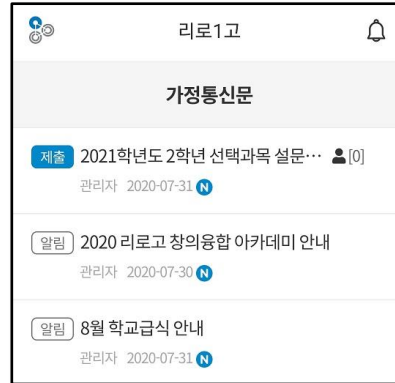 리로1고
가정통신문
제출 2021학년도 2학년 선택과목 설문··· [0]
관리자 2020-07-31 N
알림 2020 리로고 창의융합 아카데미 안내
관리자 2020-07-30 N
알림 8월 학교급식 안내
관리자 2020-07-31 N